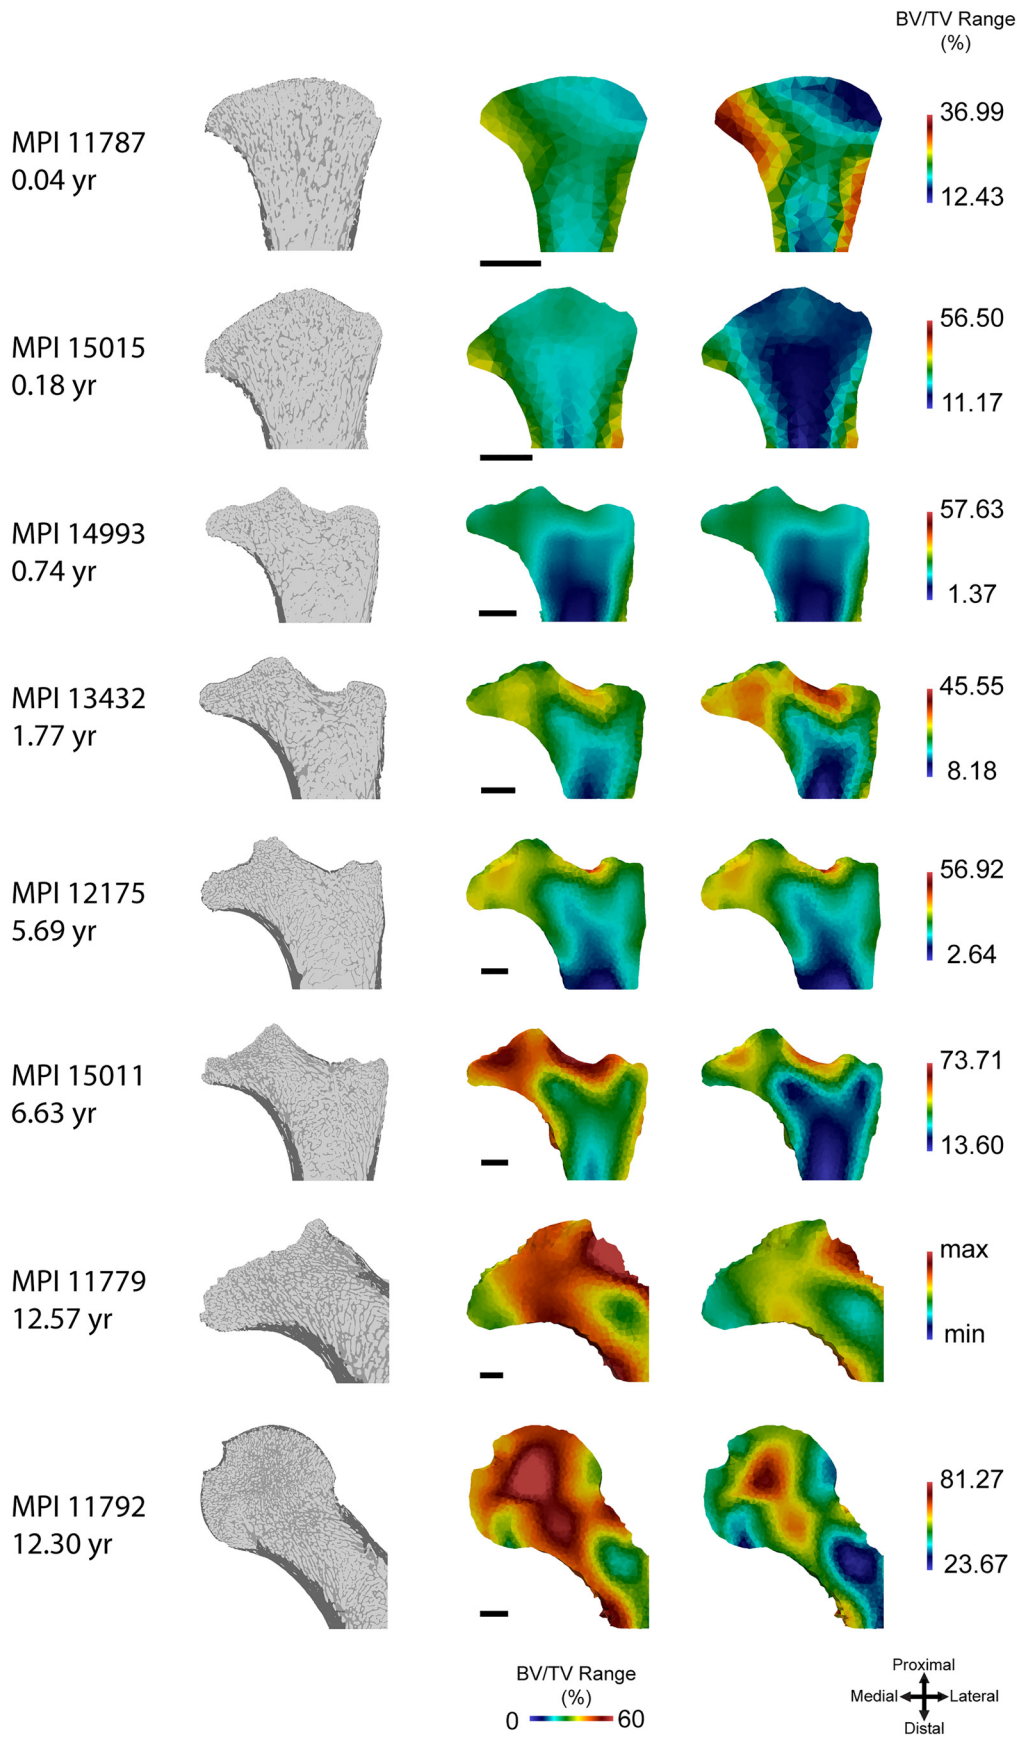 BV/TV Range
(%)
MPI 11787
0.04 yr
36.99
12.43
MPI 15015
0.18 yr
56.50
11.17
MPI 14993
0.74 yr
57.63
1.37
MPI 13432
1.77 yr
45.55
8.18
MPI 12175
5.69 yr
56.92
2.64
MPI 15011
6.63 yr
73.71
13.60
MPI 11779
12.57 yr
max
min
MPI 11792
12.30 yr
81.27
23.67
BV/TV Range
(%)
0 60
Proximal
Medial Lateral
Distal